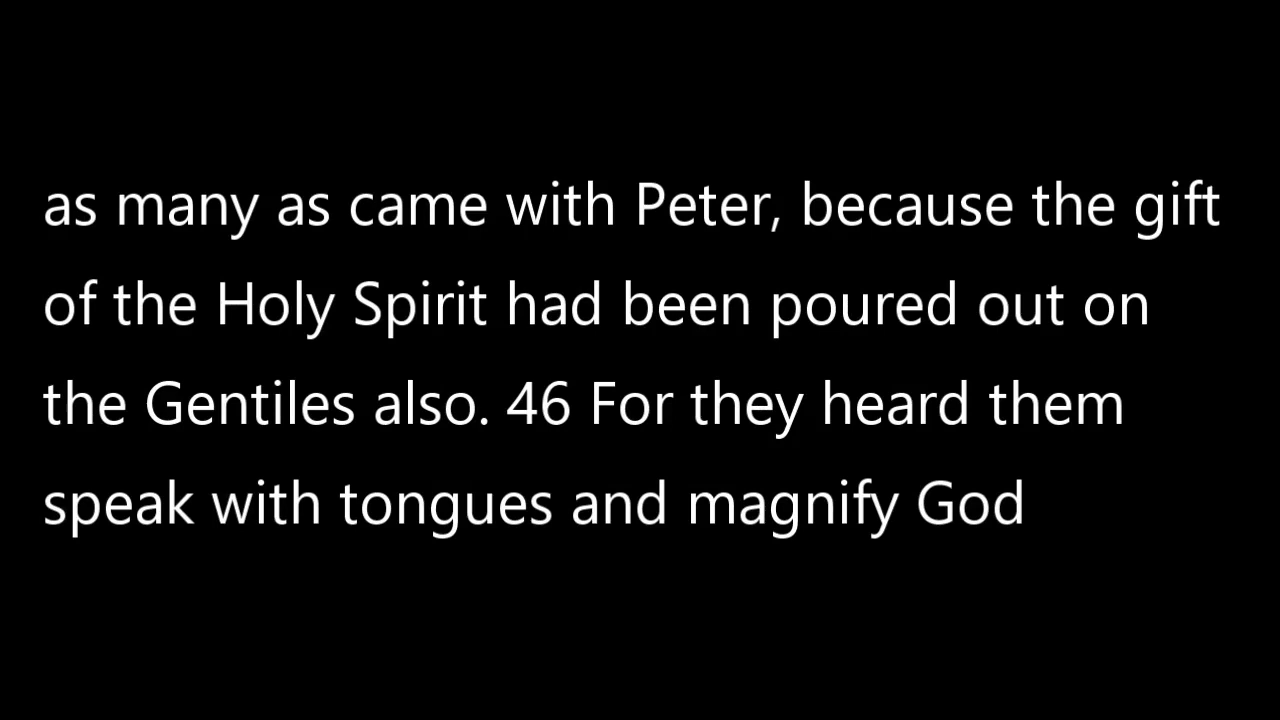 as many as came with Peter, because the gift
of the Holy Spirit had been poured out on
the Gentiles also. 46 For they heard them
speak with tongues and magnify God